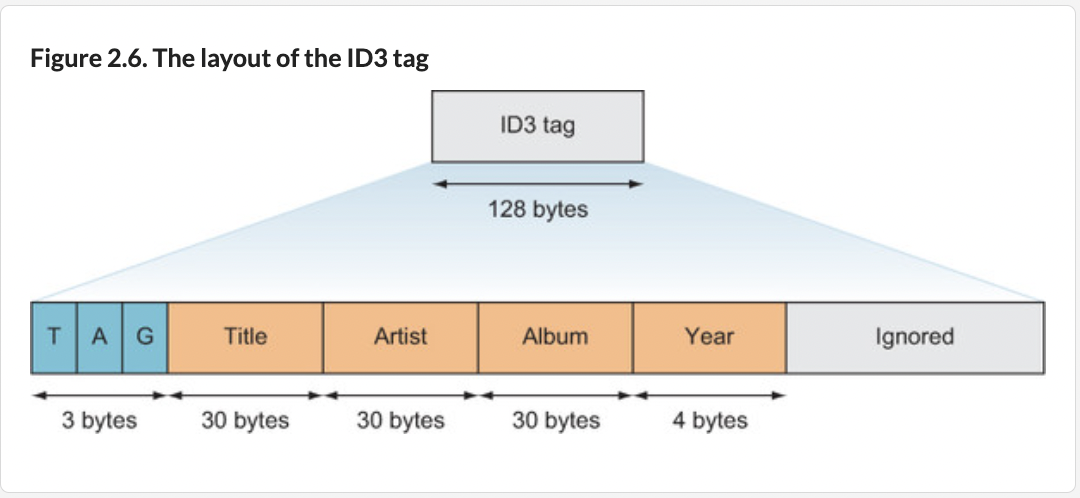 Figure 2.6. The layout of the ID3 tag
ID3 tag
128 bytes
T A G Title Artist Album Year Ignored
3 bytes 30 bytes 30 bytes 30 bytes 4 bytes